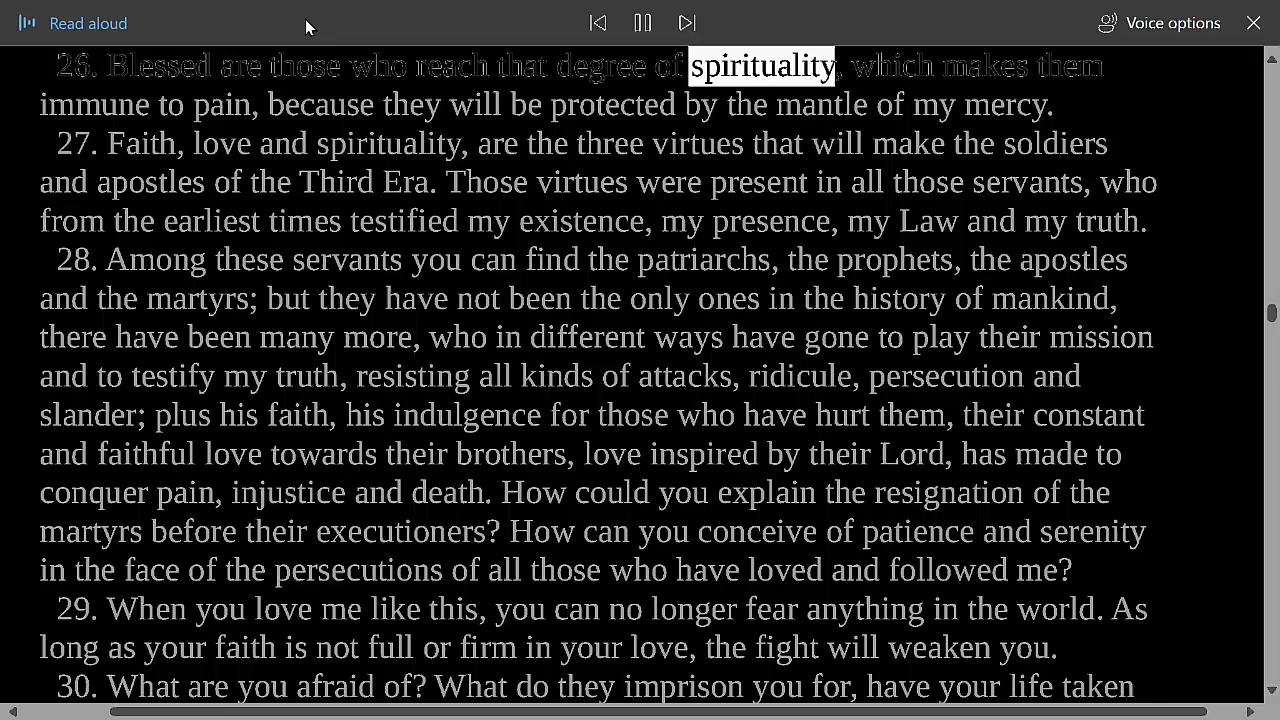 Read aloud
Voice options
26. Blessed are those who reach that degree of spirituality, which makes them
immune to pain, because they will be protected by the mantle of my mercy.
27. Faith, love and spirituality, are the three virtues that will make the soldiers
and apostles of the Third Era. Those virtues were present in all those servants, who
from the earliest times testified my existence, my presence, my Law and my truth.
28. Among these servants you can find the patriarchs, the prophets, the apostles
and the martyrs; but they have not been the only ones in the history of mankind,
there have been many more, who in different ways have gone to play their mission
and to testify my truth, resisting all kinds of attacks, ridicule, persecution and
slander; plus his faith, his indulgence for those who have hurt them, their constant
and faithful love towards their brothers, love inspired by their Lord, has made to
conquer pain, injustice and death. How could you explain the resignation of the
martyrs before their executioners? How can you conceive of patience and serenity
in the face of the persecutions of all those who have loved and followed me?
29. When you love me like this, you can no longer fear anything in the world. As
long as your faith is not full or firm in your love, the fight will weaken you.
30. What are you afraid of? What do they imprison you for, have your life taken